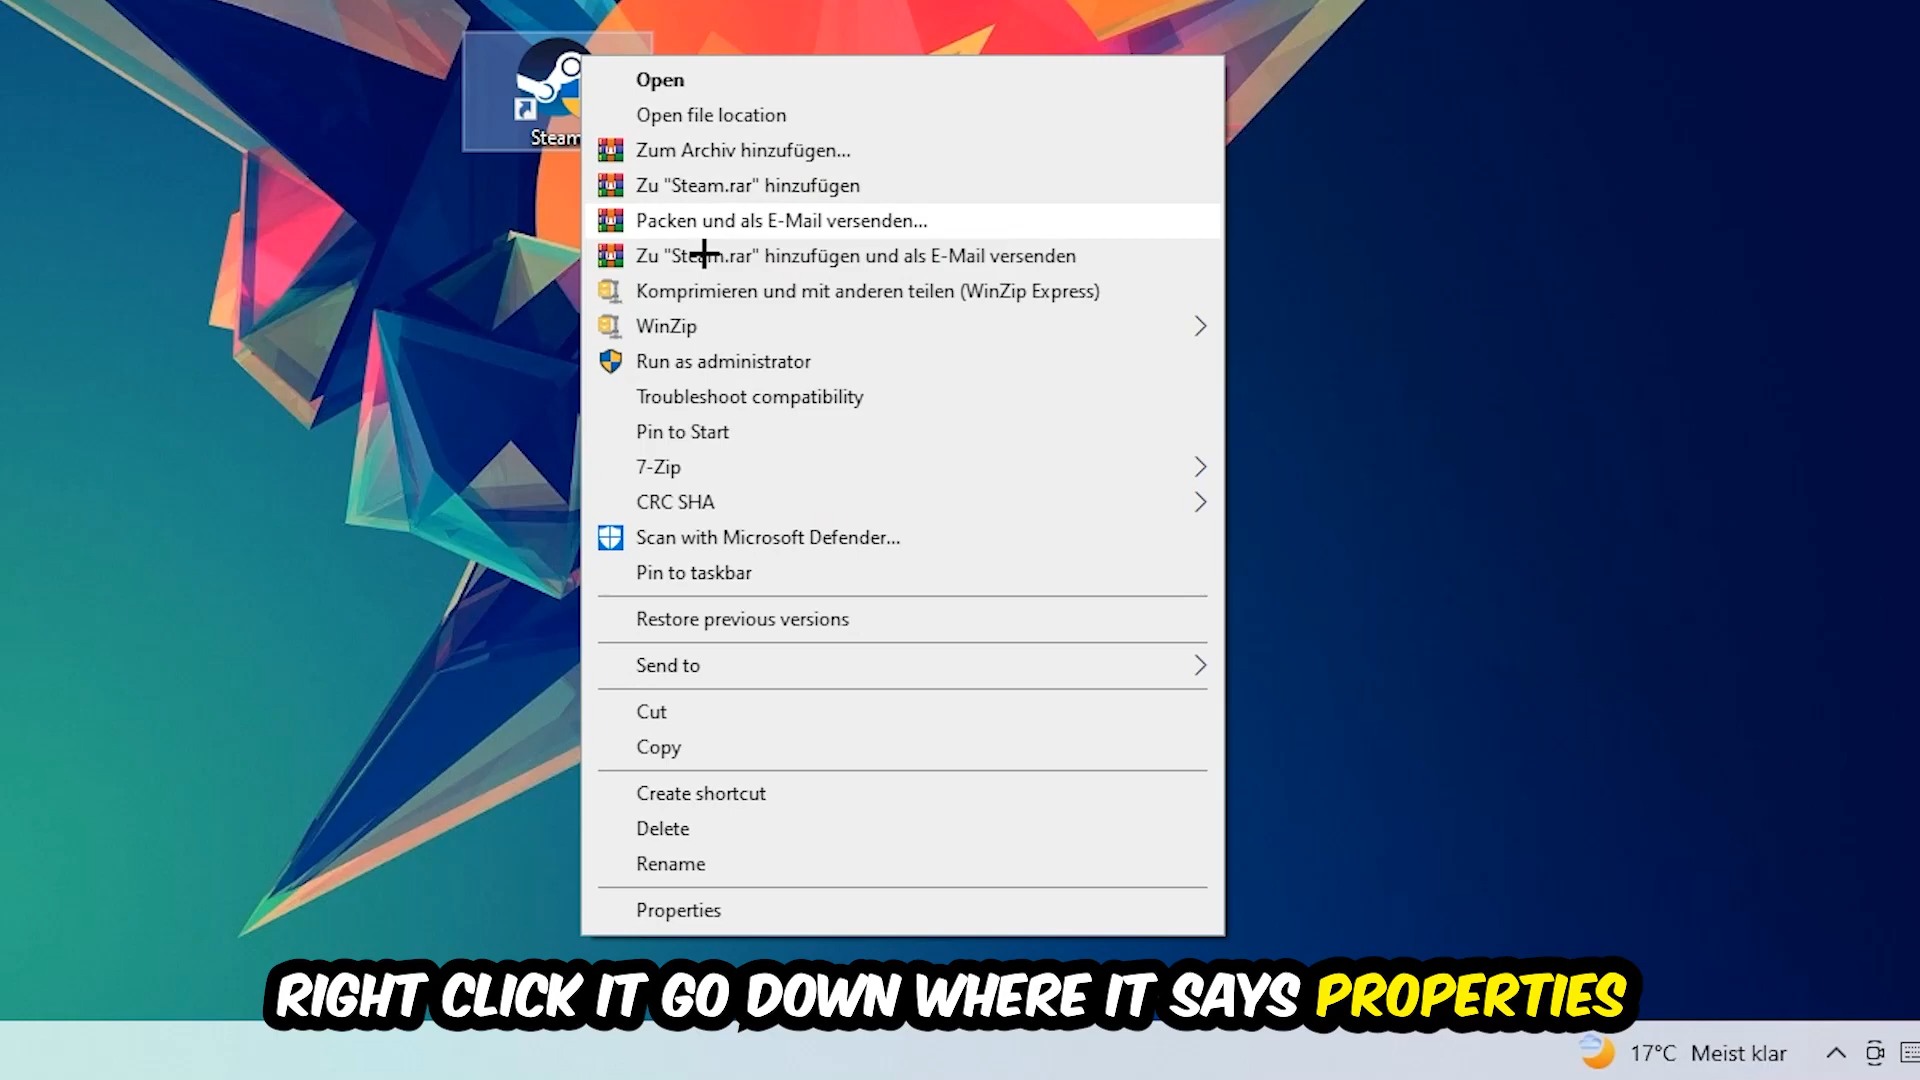 Steam
Open
Open file location
Zum Archiv hinzufügen...
Zu "Steam.rar" hinzufügen
Packen und als E-Mail versenden...
Zu "Steam.rar" hinzufügen und als E-Mail versenden
Komprimieren und mit anderen teilen (WinZip Express)
WinZip
Run as administrator
Troubleshoot compatibility
Pin to Start
7-Zip
CRC SHA
Scan with Microsoft Defender...
Pin to taskbar
Restore previous versions
Send to
Cut
Copy
Create shortcut
Delete
Rename
Properties
RIGHT CLICK IT GO DOWN WHERE IT SAYS PROPERTIES
17°C Meist klar